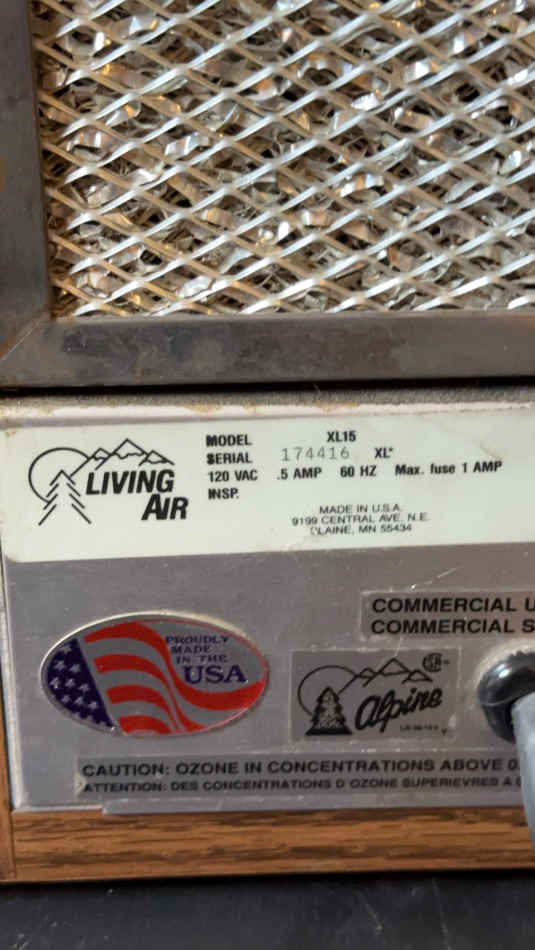 MODEL XL15
SERIAL 174416 XL*
120 VAC .5 AMP 60 HZ Max. fuse 1 AMP
INSP.
LIVING
AIR
MADE IN U.S.A.
9199 CENTRAL AVE. N.E.
BLAINE, MN 55434
COMMERCIAL U
COMMERCIAL S
PROUDLY
MADE
IN THE
USA
Alpine
CAUTION: OZONE IN CONCENTRATIONS ABOVE 0.
ATTENTION: DES CONCENTRATIONS D'OZONE SUPERIEVRES A